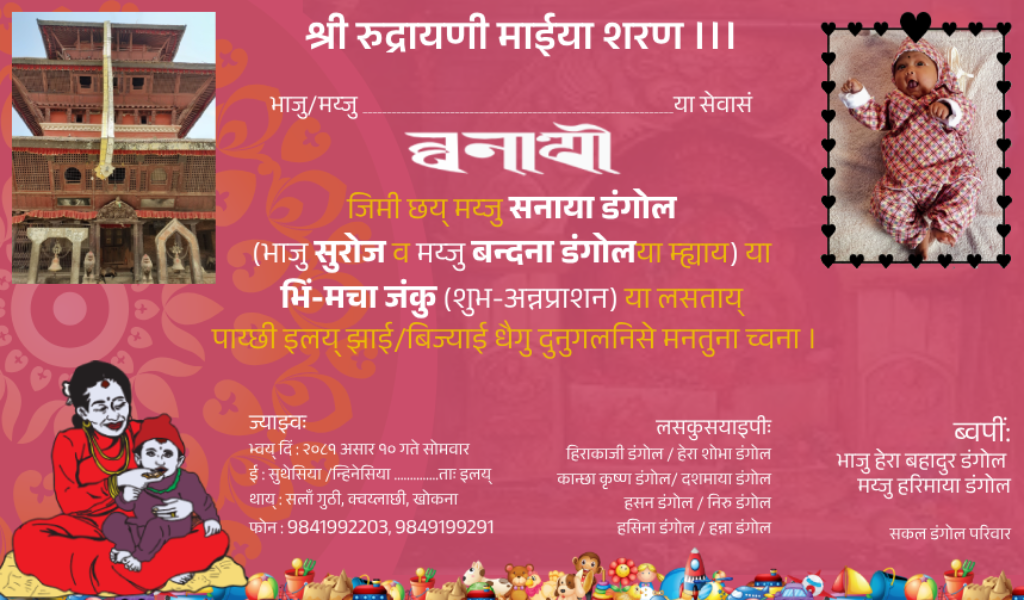 श्री रुद्रायणी माईया शरण ।।।
भाजु/मय्जु ............................................................ या सेवासं
ब्वनापौ
जिमी छय् मय्जु सनाया डंगोल
(भाजु सुरोज व मय्जु बन्दना डंगोलया म्ह्याय) या
भिं-मचा जंकु (शुभ-अन्नप्राशन) या लसताय्
पाय्छी इलय् झाई/बिज्याई धैगु दुनुगलनिसे मनतुना च्वना ।
ज्याझ्वः
भ्वय् दिं : २०८१ असार १० गते सोमवार
ई : सुथेसिया /न्हिनेसिया ..............ताः इलय्
थाय् : सलाँ गुठी, क्वय्लाछी, खोकना
फोन : 9841992203, 9849199291
लसकुसयाइपीः
हिराकाजी डंगोल / हेरा शोभा डंगोल
कान्छा कृष्ण डंगोल/ दशमाया डंगोल
हसन डंगोल / निरु डंगोल
हसिना डंगोल / हन्ना डंगोल
ब्वपीं:
भाजु हेरा बहादुर डंगोल
मय्जु हरिमाया डंगोल
सकल डंगोल परिवार